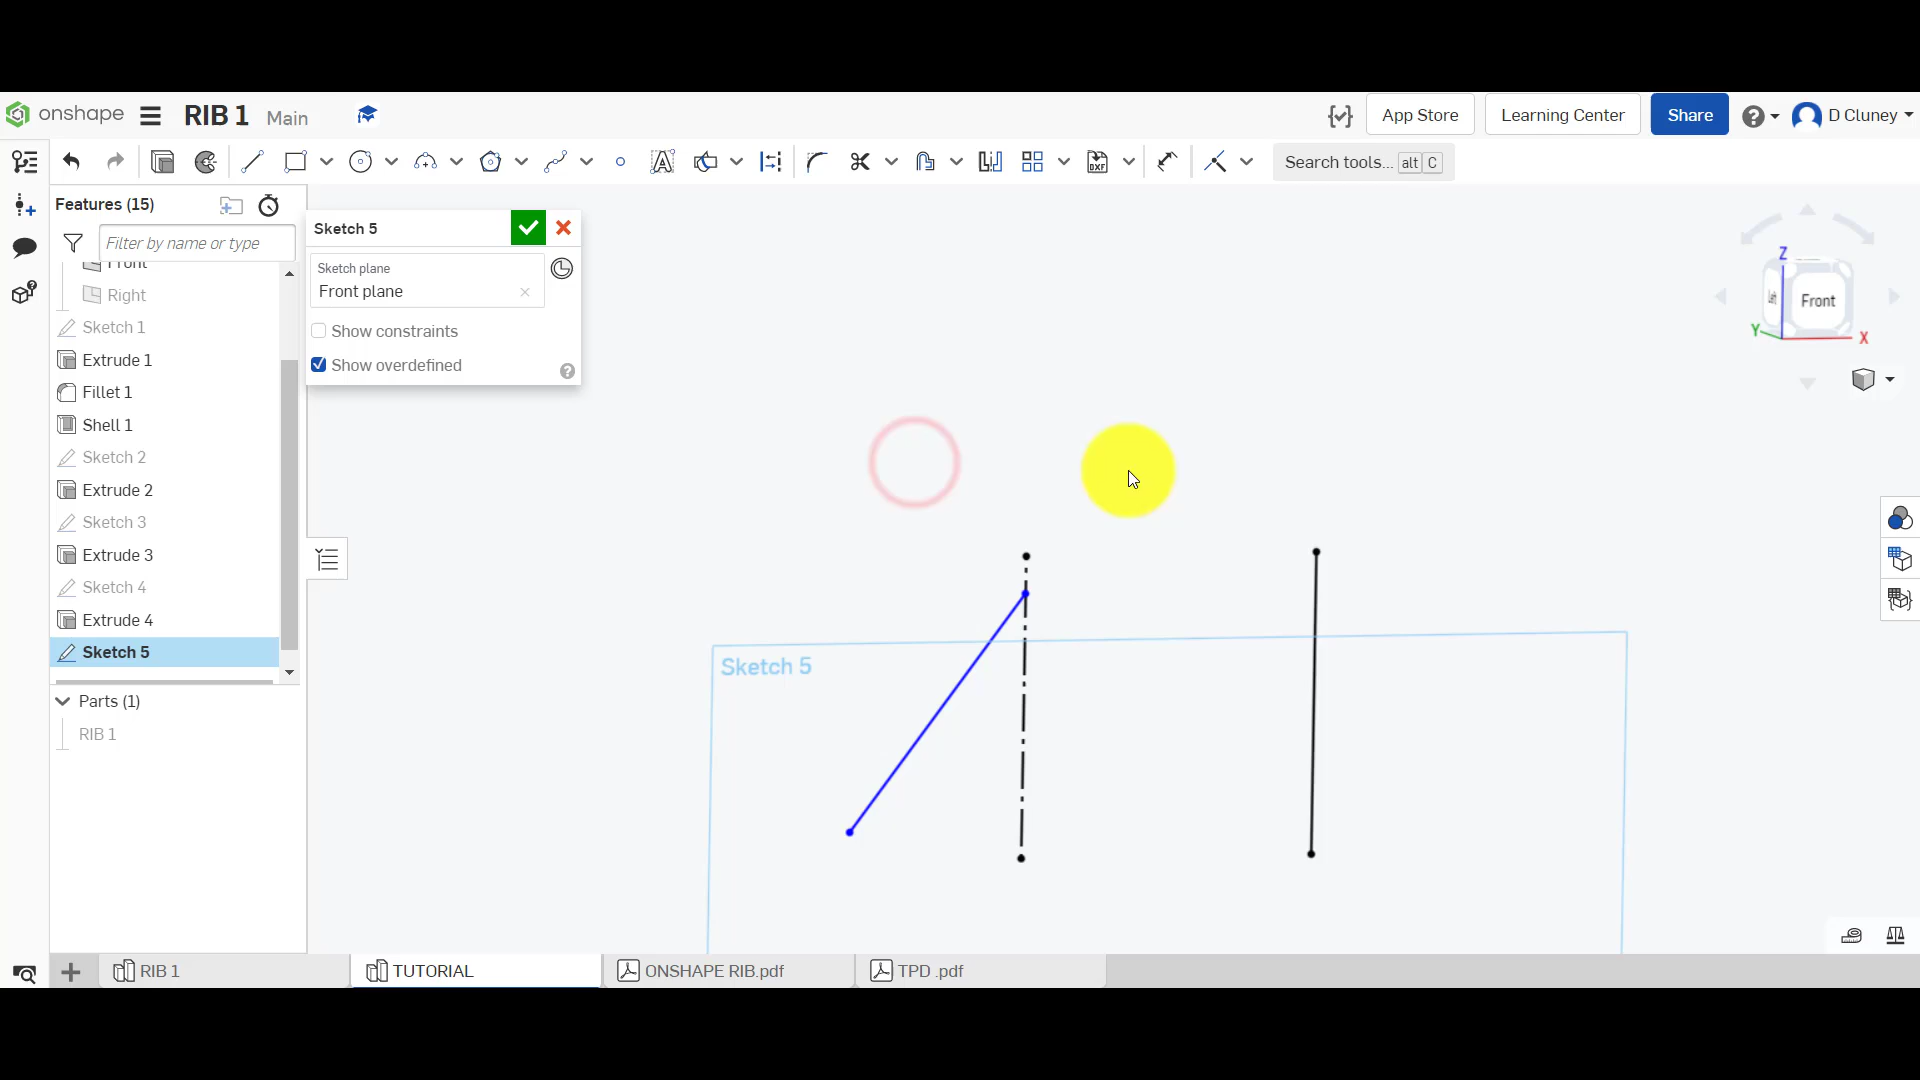 onshape RIB 1 Main App Store Learning Center Share D Cluney
Search tools... alt C
Features (15)
Filter by name or type
Front
Right
Sketch 1
Extrude 1
Fillet 1
Shell 1
Sketch 2
Extrude 2
Sketch 3
Extrude 3
Sketch 4
Extrude 4
Sketch 5
Parts (1)
RIB 1
Sketch 5
Sketch plane
Front plane
Show constraints
Show overdefined
Sketch 5
Z
Left
Front
Y
X
RIB 1 TUTORIAL ONSHAPE RIB.pdf TPD .pdf